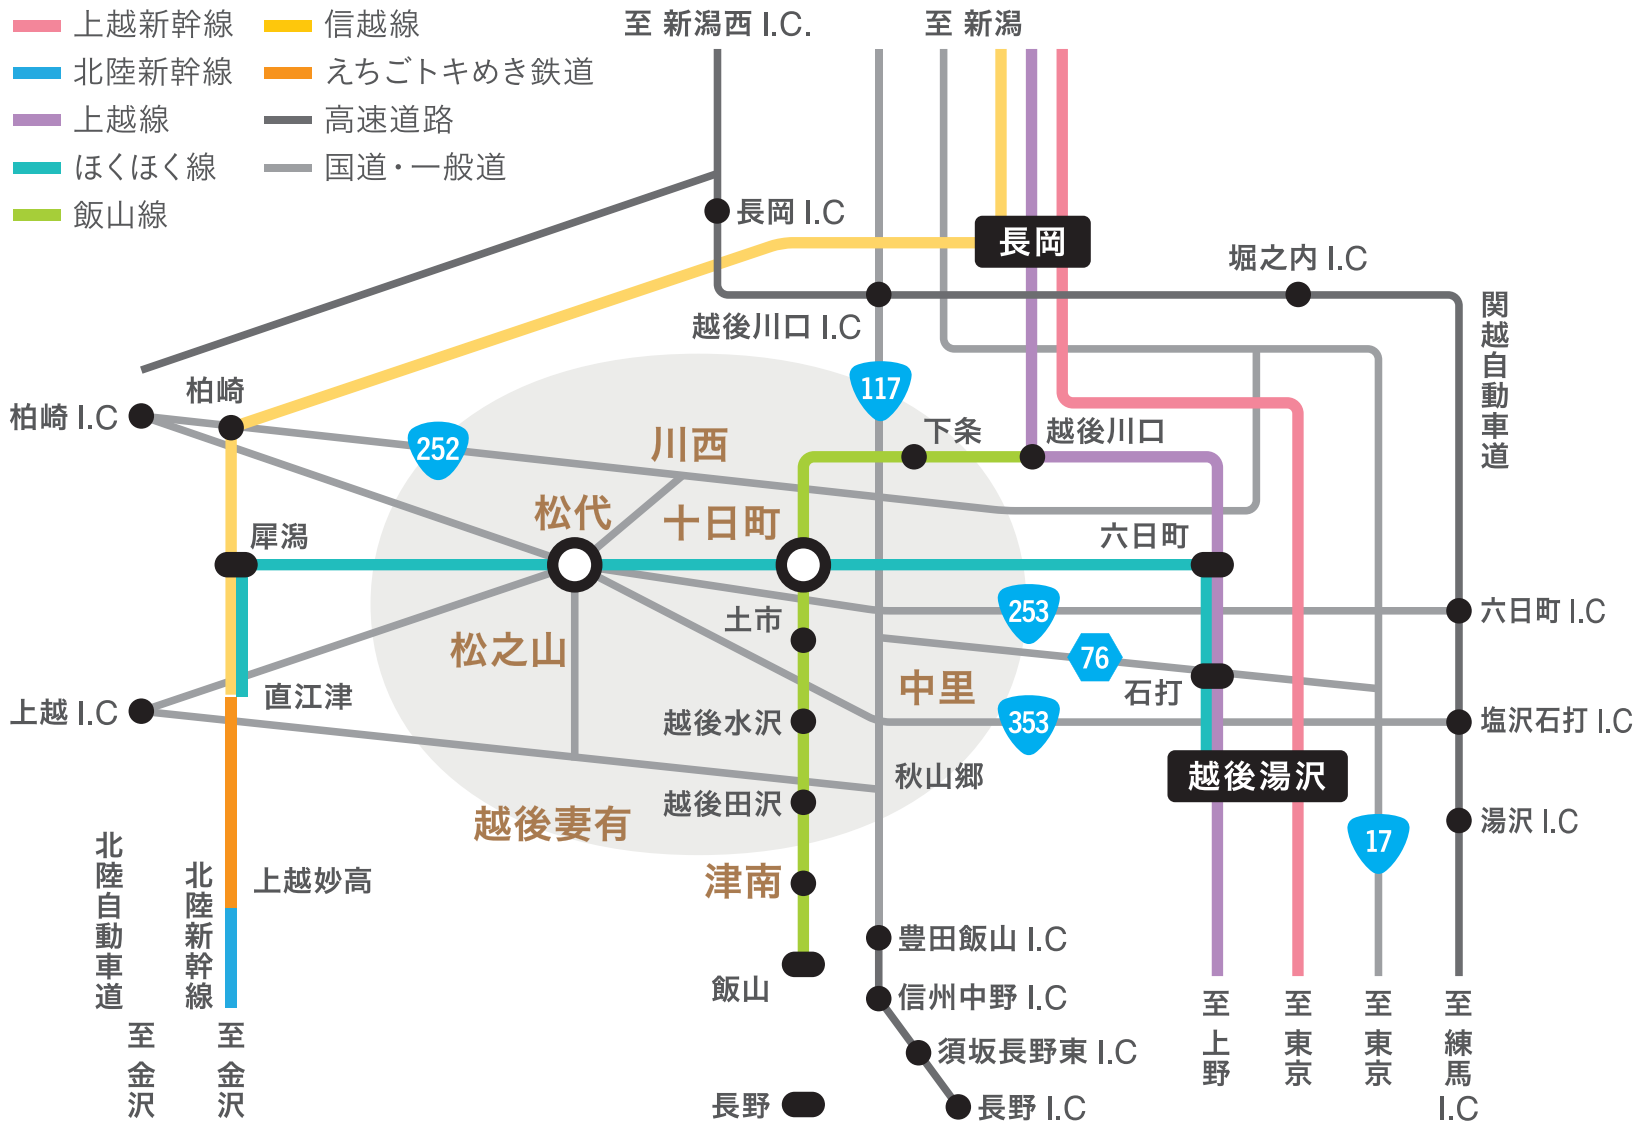 上越新幹線
信越線
北陸新幹線
えちごトキめき鉄道
上越線
高速道路
ほくほく線
国道・一般道
飯山線
至 新潟西 I.C.
至 新潟
長岡 I.C
長岡
堀之内 I.C
越後川口 I.C
関越自動車道
柏崎
柏崎 I.C
117
252
川西
下条
越後川口
松代
十日町
犀潟
六日町
253
六日町 I.C
土市
松之山
76
中里
石打
直江津
上越 I.C
越後水沢
353
塩沢石打 I.C
秋山郷
越後湯沢
越後田沢
越後妻有
湯沢 I.C
17
北陸自動車道
北陸新幹線
上越妙高
津南
豊田飯山 I.C
飯山
信州中野 I.C
至 金沢
至 金沢
須坂長野東 I.C
長野
長野 I.C
至 上野
至 東京
至 東京
至 練馬 I.C